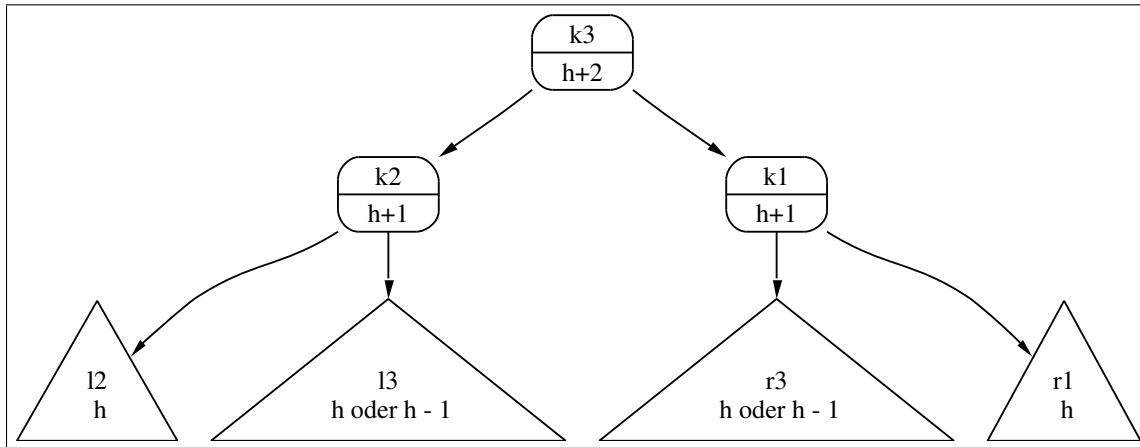 k3
h+2
k2
h+1
k1
h+1
l2
h
l3
h oder h - 1
r3
h oder h - 1
r1
h